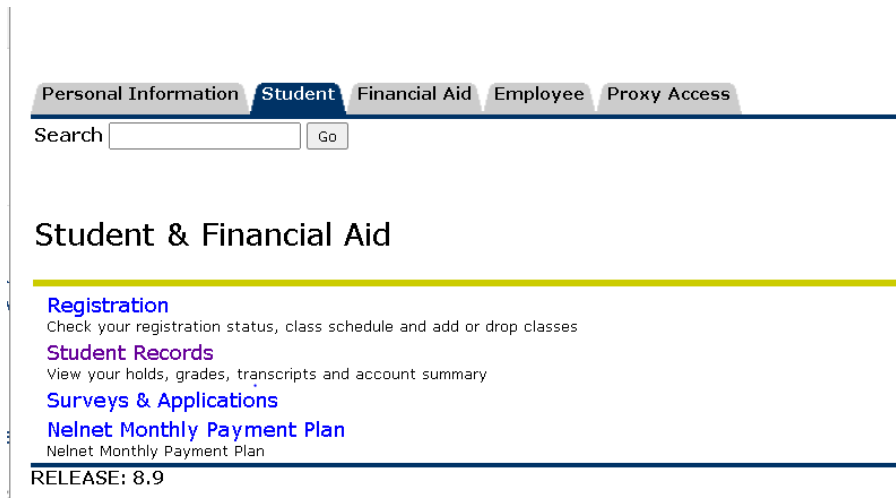 Personal Information Student Financial Aid Employee Proxy Access
Search Go
Student & Financial Aid
Registration
Check your registration status, class schedule and add or drop classes
Student Records
View your holds, grades, transcripts and account summary
Surveys & Applications
Nelnet Monthly Payment Plan
Nelnet Monthly Payment Plan
RELEASE: 8.9